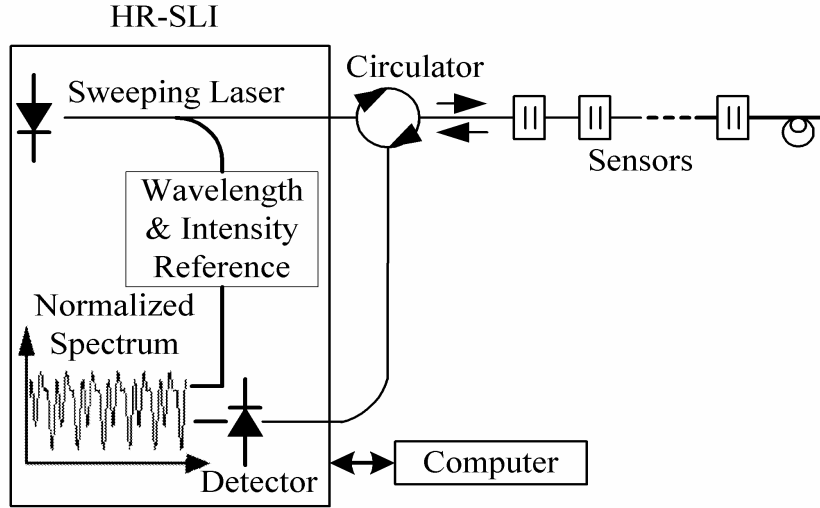 HR-SLI
Circulator
Sweeping Laser
Sensors
Wavelength
& Intensity
Reference
Normalized
Spectrum
Detector
Computer